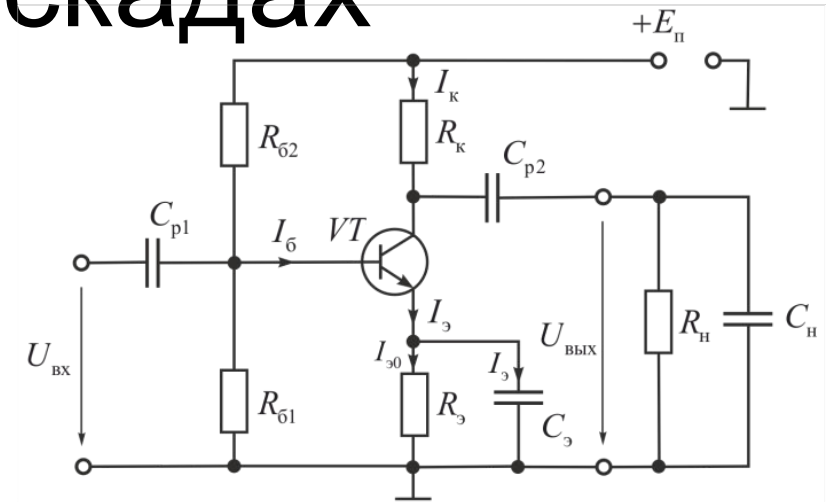 скадах
+Eп
Iк
Rб2
Rк
Cр2
Cр1
Iб
VT
Iэ
Uвых
Rн
Cн
Uвх
Iэ0
Iэ
Rб1
Rэ
Cэ